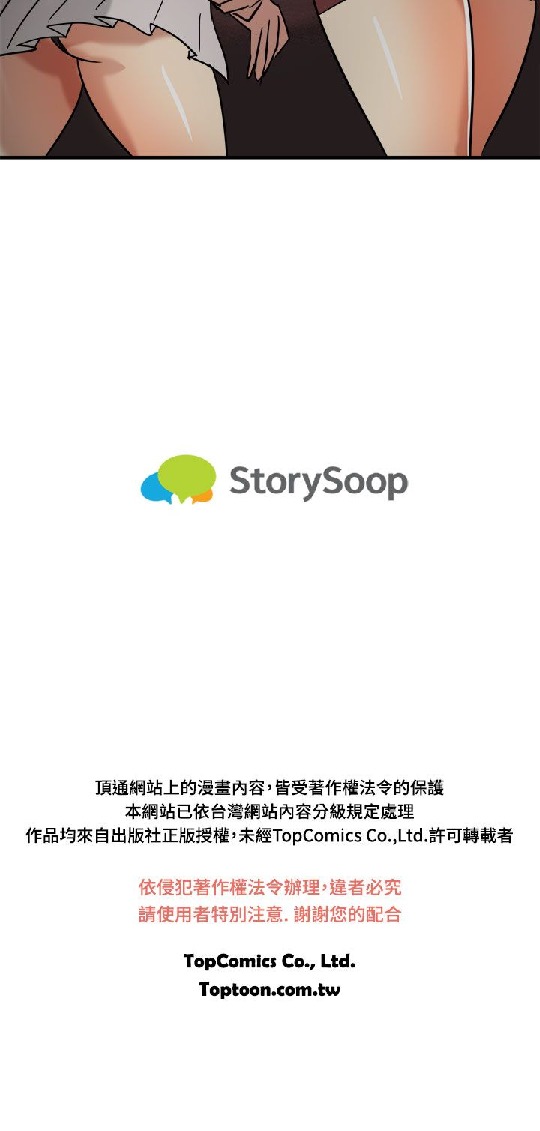 StorySoop
頂通網站上的漫畫內容，皆受著作權法令的保護
本網站已依台灣網站內容分級規定處理
作品均來自出版社正版授權，未經TopComics Co.,Ltd.許可轉載者
依侵犯著作權法令辦理，違者必究
請使用者特別注意. 謝謝您的配合
TopComics Co., Ltd.
Toptoon.com.tw